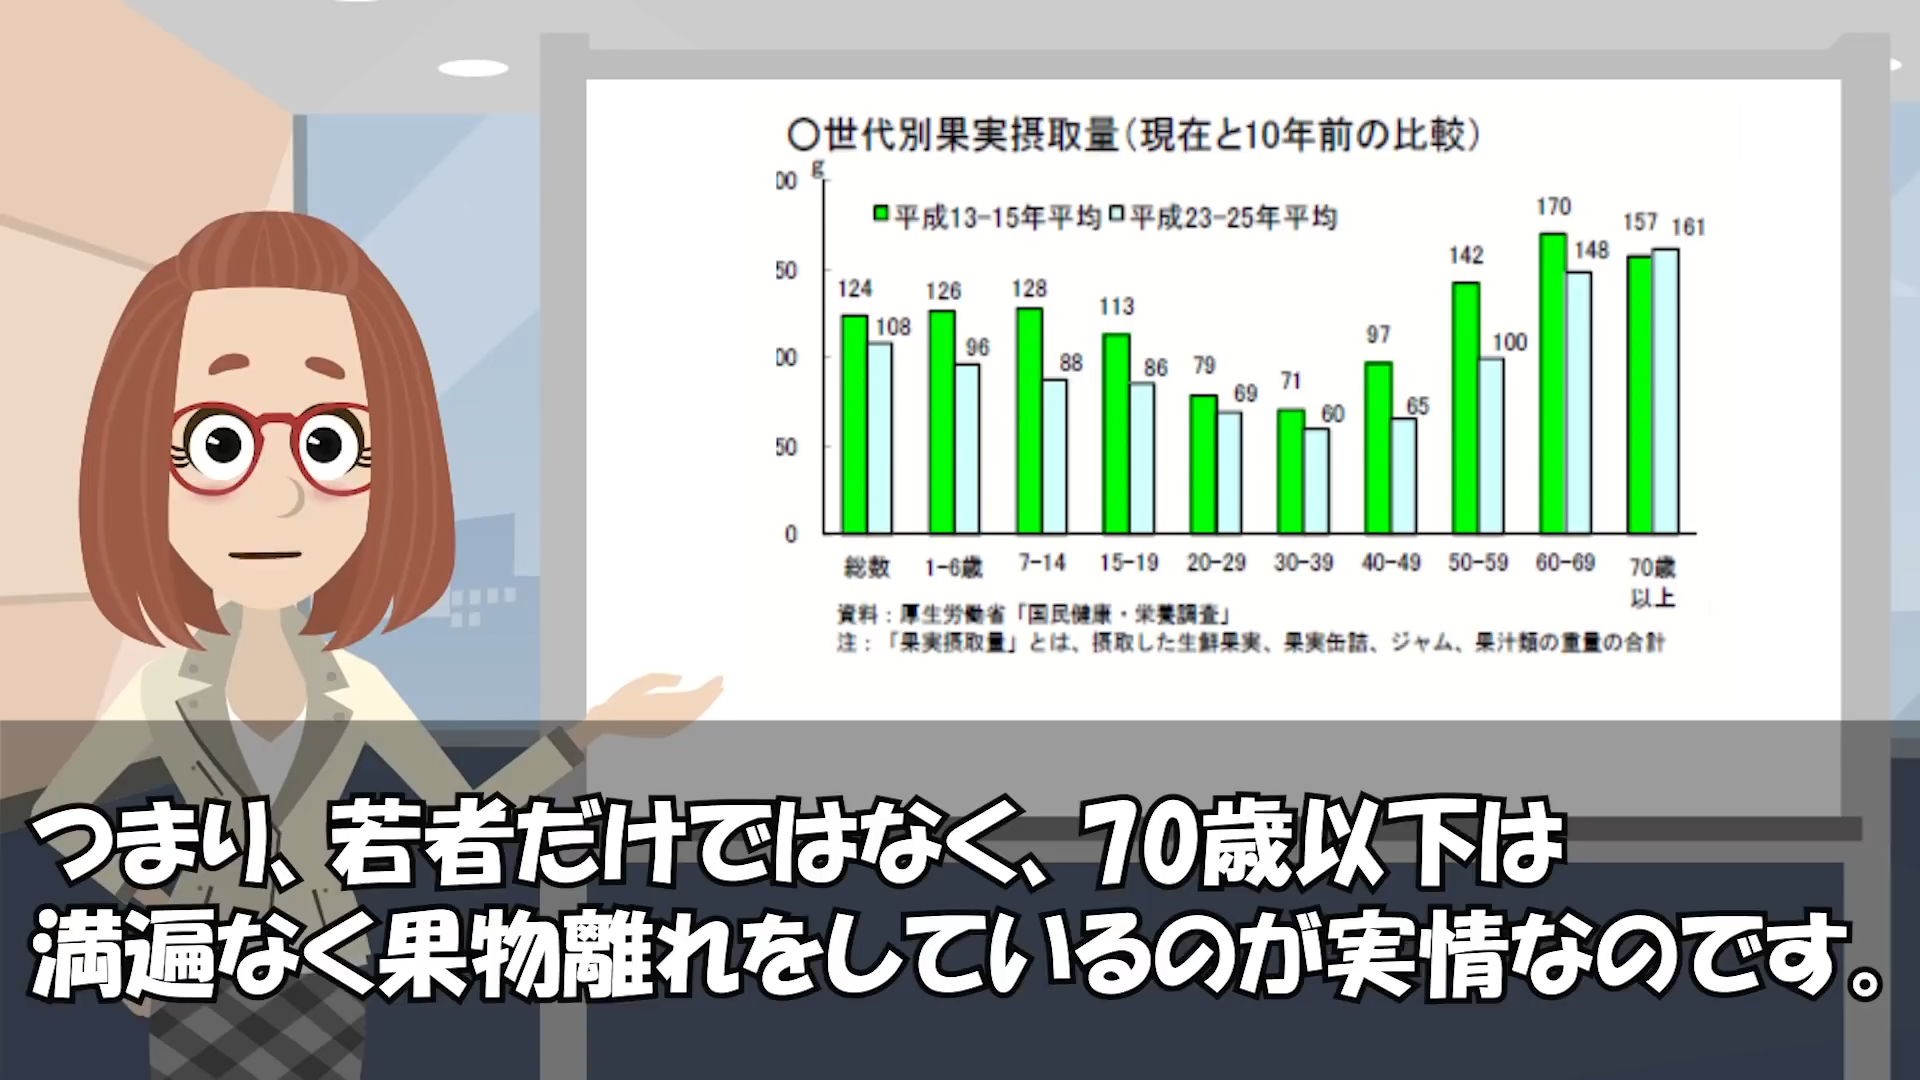 〇世代別果実摂取量(現在と10年前の比較)
g
00
50
00
50
0
平成13-15年平均 平成23-25年平均
124 108 126 96 128 88 113 86 79 69 71 60 97 65 142 100 170 148 157 161
総数 1-6歳 7-14 15-19 20-29 30-39 40-49 50-59 60-69 70歳
以上
資料:厚生労働省「国民健康・栄養調査」
注:「果実摂取量」とは、摂取した生鮮果実、果実缶詰、ジャム、果汁類の重量の合計
つまり、若者だけではなく、70歳以下は
満遍なく果物離れをしているのが実情なのです。